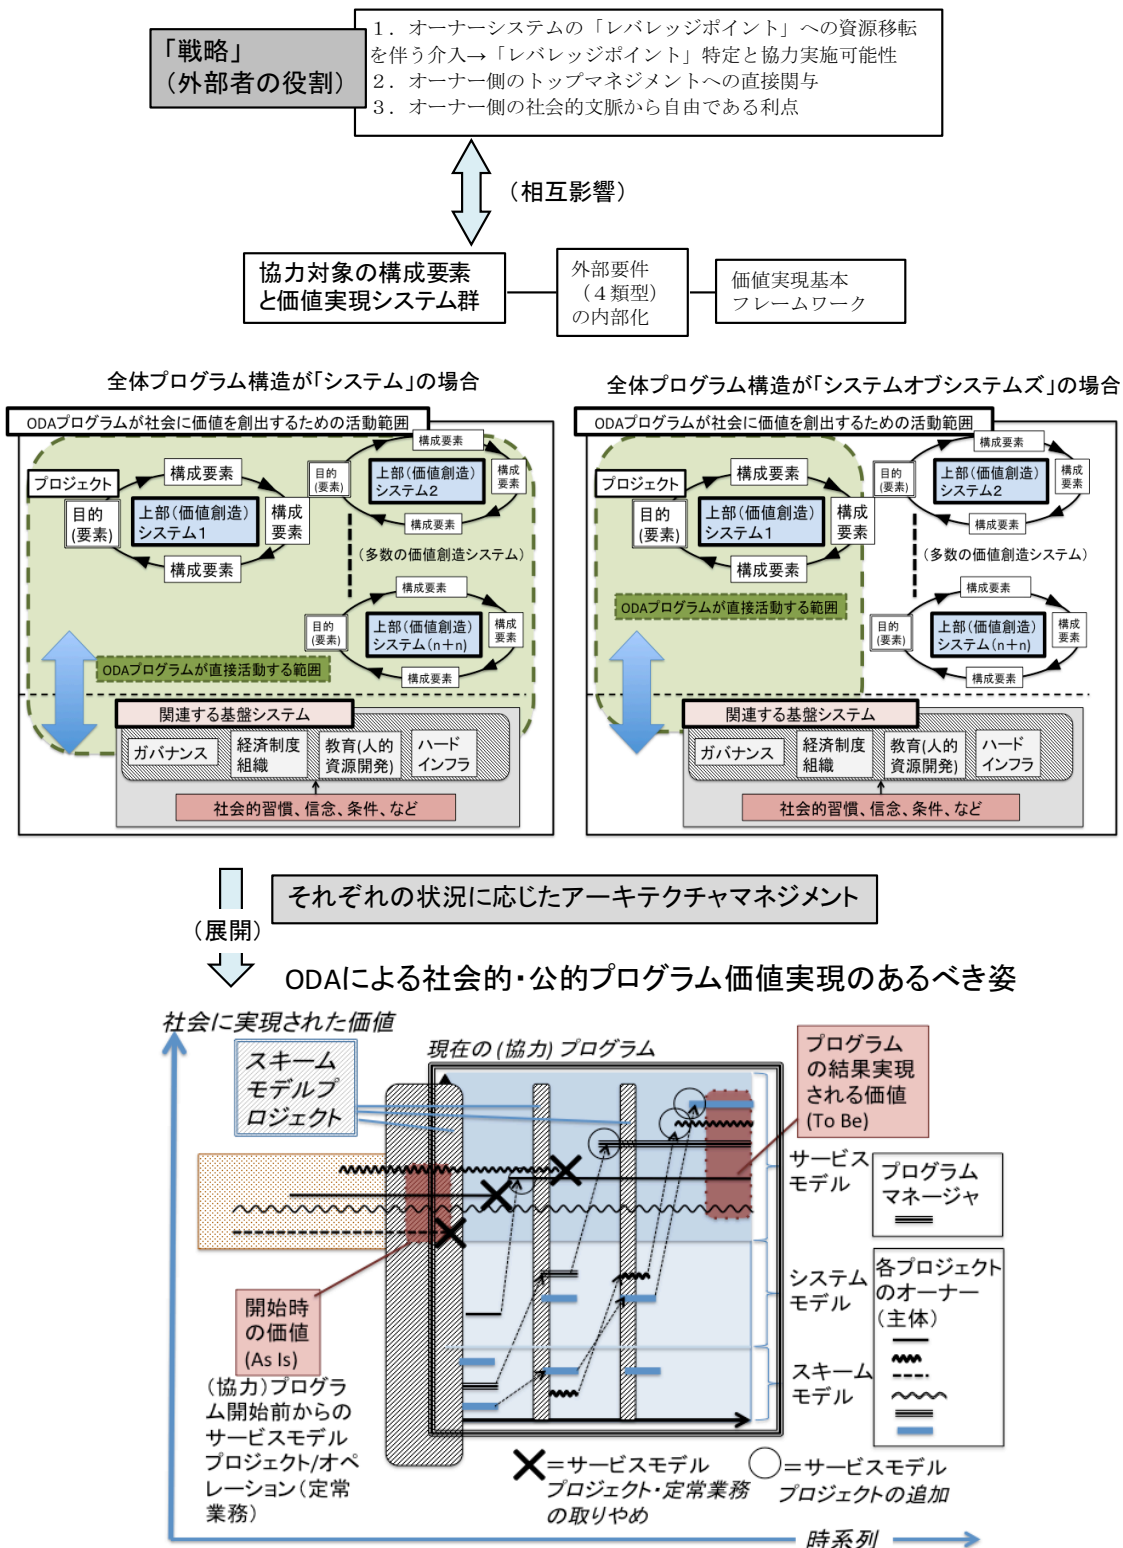 「戦略」
（外部者の役割）
１．オーナーシステムの「レバレッジポイント」への資源移転
を伴う介入→「レバレッジポイント」特定と協力実施可能性
２．オーナー側のトップマネジメントへの直接関与
３．オーナー側の社会的文脈から自由である利点
（相互影響）
協力対象の構成要素
と価値実現システム群
外部要件
（４類型）
の内部化
価値実現基本
フレームワーク
全体プログラム構造が「システム」の場合
ODAプログラムが社会に価値を創出するための活動範囲
プロジェクト
構成要素
目的
(要素)
上部(価値創造)
システム1
構成
要素
構成要素
構成要素
目的
(要素)
上部(価値創造)
システム2
構成
要素
構成要素
(多数の価値創造システム)
構成要素
目的
(要素)
上部(価値創造)
システム(n+n)
構成
要素
構成要素
ODAプログラムが直接活動する範囲
関連する基盤システム
ガバナンス
経済制度
組織
教育(人的
資源開発)
ハード
インフラ
社会的習慣、信念、条件、など
全体プログラム構造が「システムオブシステムズ」の場合
ODAプログラムが社会に価値を創出するための活動範囲
プロジェクト
構成要素
目的
(要素)
上部(価値創造)
システム1
構成
要素
構成要素
構成要素
目的
(要素)
上部(価値創造)
システム2
構成
要素
構成要素
(多数の価値創造システム)
構成要素
目的
(要素)
上部(価値創造)
システム(n+n)
構成
要素
構成要素
ODAプログラムが直接活動する範囲
関連する基盤システム
ガバナンス
経済制度
組織
教育(人的
資源開発)
ハード
インフラ
社会的習慣、信念、条件、など
（展開）
それぞれの状況に応じたアーキテクチャマネジメント
ODAによる社会的・公的プログラム価値実現のあるべき姿
社会に実現された価値
スキーム
モデルプ
ロジェクト
現在の(協力)プログラム
プログラム
の結果実現
される価値
(To Be)
サービス
モデル
システム
モデル
スキーム
モデル
プログラム
マネージャ
各プロジェクト
のオーナー
(主体)
開始時
の価値
(As Is)
(協力)プログラ
ム開始前からの
サービスモデル
プロジェクト/オペ
レーション(定常
業務)
=サービスモデル
プロジェクト・定常業務
の取りやめ
=サービスモデル
プロジェクトの追加
時系列